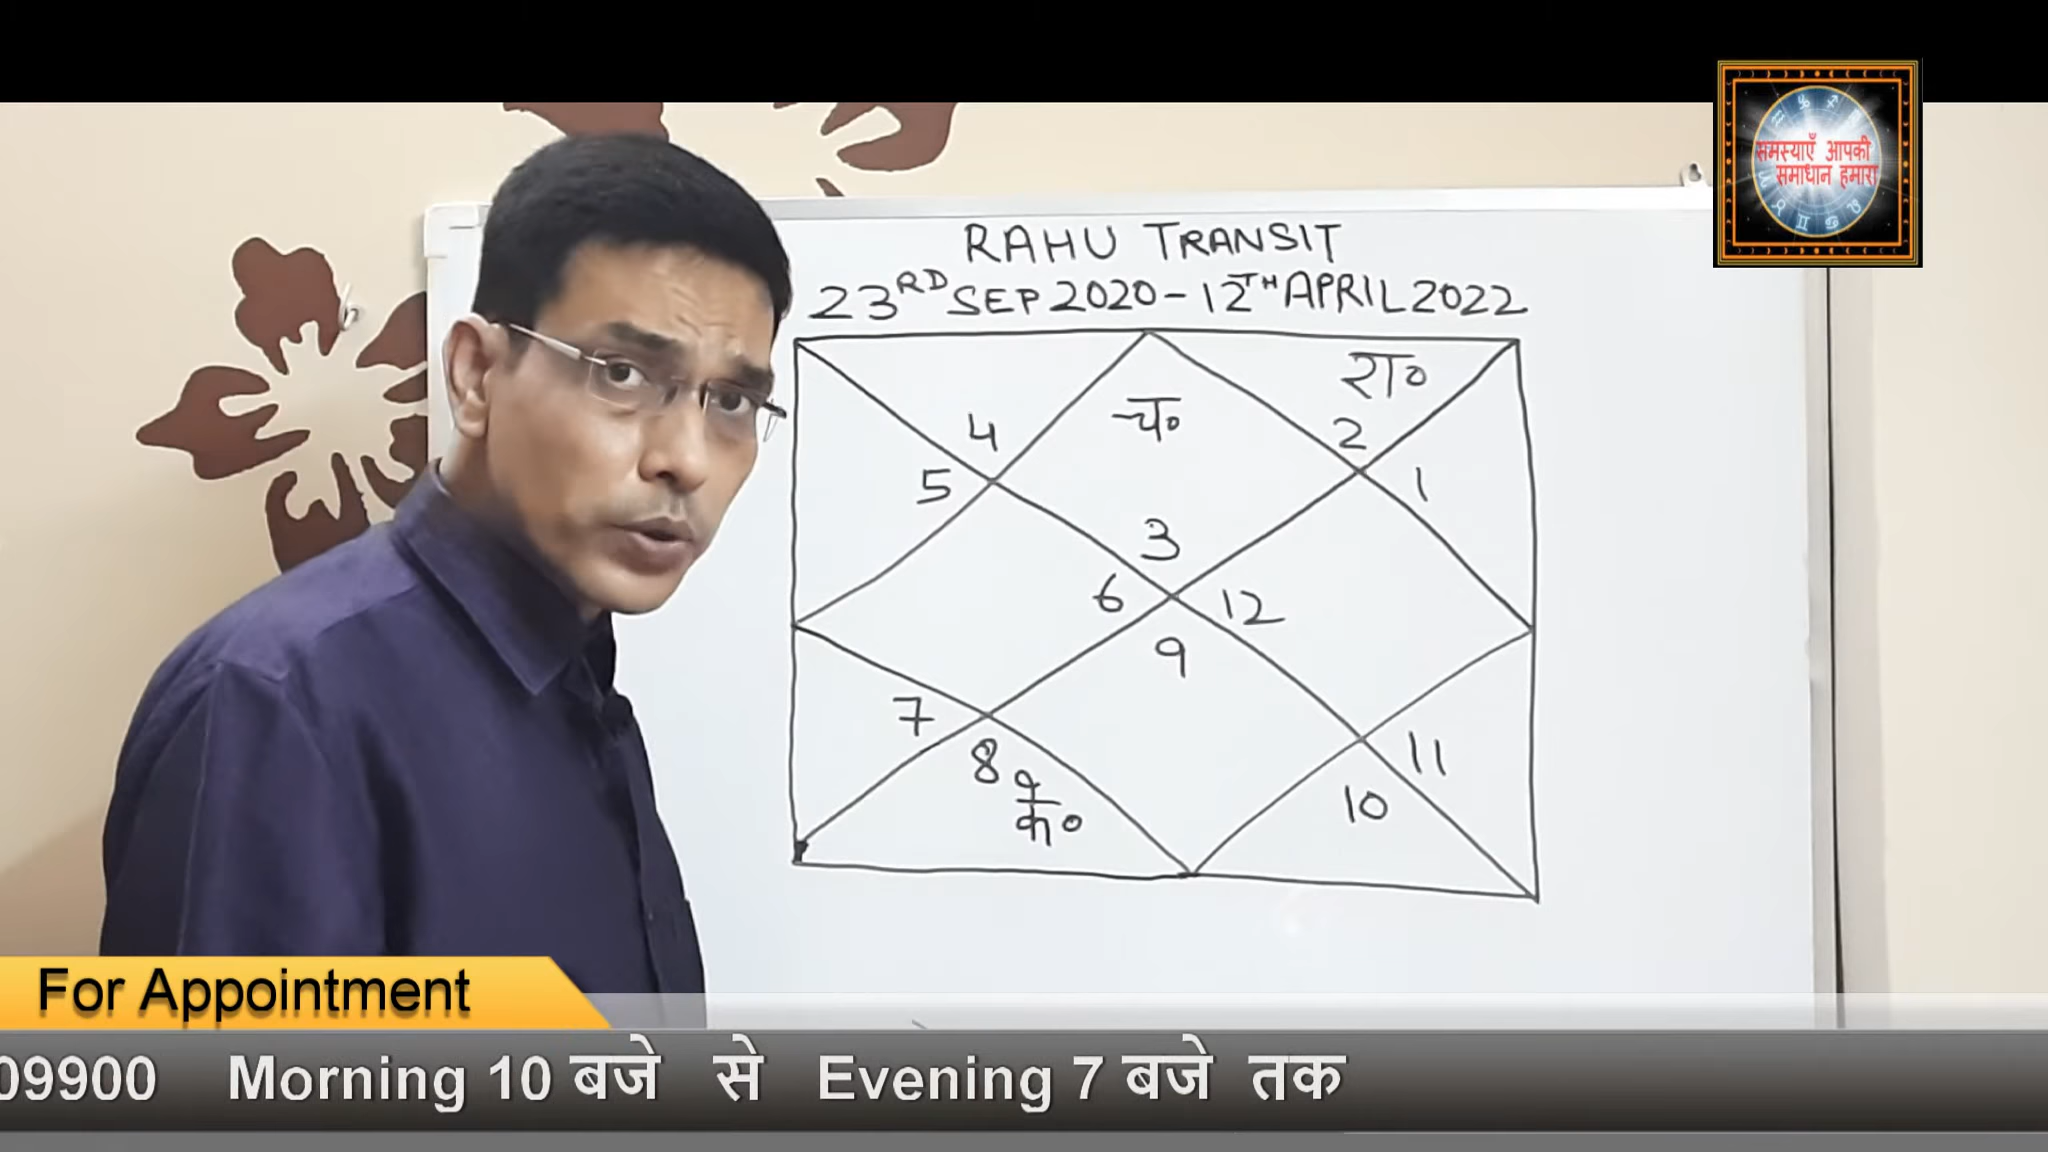 समस्याएँ आपकी
समाधान हमारा
RAHU TRANSIT
23RD SEP 2020 - 12TH APRIL 2022
रा०
च०
4
2
5
1
3
6
12
9
7
8
11
10
के०
For Appointment
09900 Morning 10 बजे से Evening 7 बजे तक